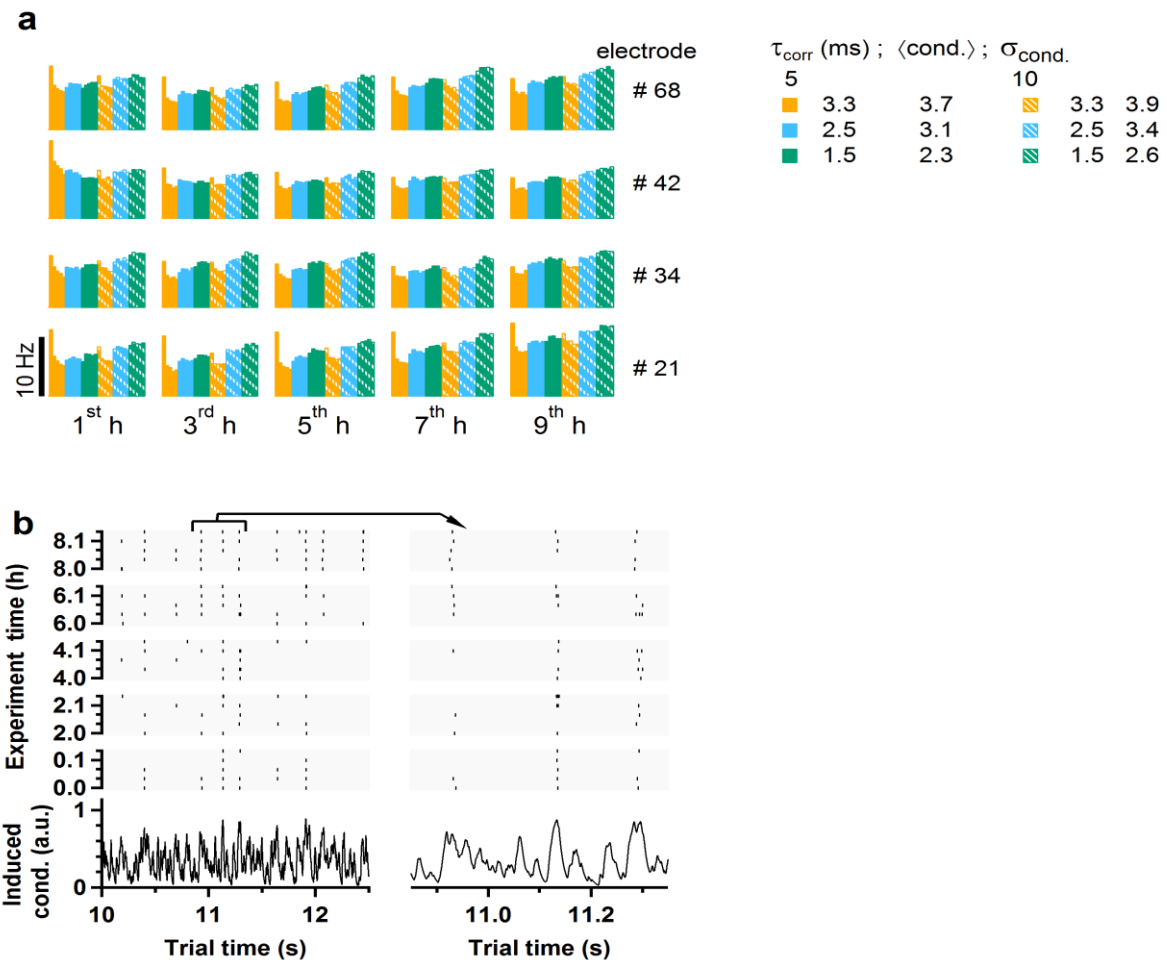 a
electrode
# 68
# 42
# 34
# 21
10 Hz
1st h 3rd h 5th h 7th h 9th h
τcorr (ms) ; ⟨cond.⟩ ; σcond.
5 10
3.3 3.7 3.3 3.9
2.5 3.1 2.5 3.4
1.5 2.3 1.5 2.6
b
Experiment time (h)
8.1
8.0
6.1
6.0
4.1
4.0
2.1
2.0
0.1
0.0
Induced
cond. (a.u.)
1
0
10 11 12 11.0 11.2
Trial time (s) Trial time (s)